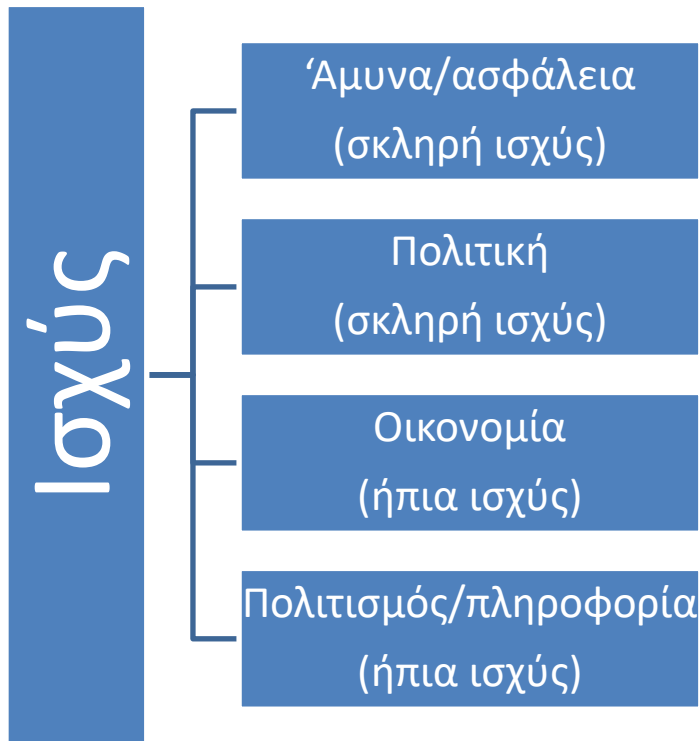 Ισχύς
‘Άμυνα/ασφάλεια
(σκληρή ισχύς)
Πολιτική
(σκληρή ισχύς)
Οικονομία
(ήπια ισχύς)
Πολιτισμός/πληροφορία
(ήπια ισχύς)